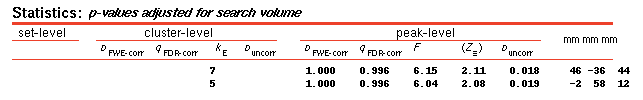 Statistics: p-values adjusted for search volume
set-level cluster-level peak-level
p FWE-corr q FDR-corr k E p uncorr p FWE-corr q FDR-corr F (Z≡) p uncorr mm mm mm
7 1.000 0.996 6.15 2.11 0.018 46 -36 44
5 1.000 0.996 6.04 2.08 0.019 -2 58 12